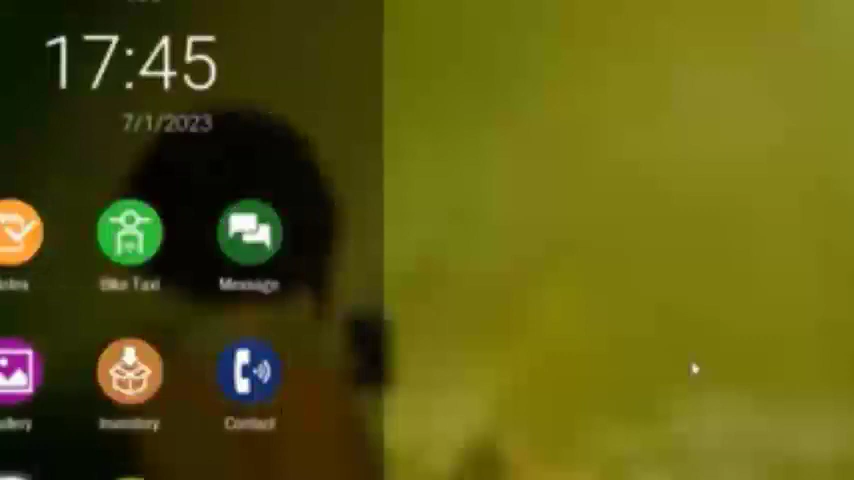 17:45
7/1/2023
Bike Taxi
Message
Inventory
Contact